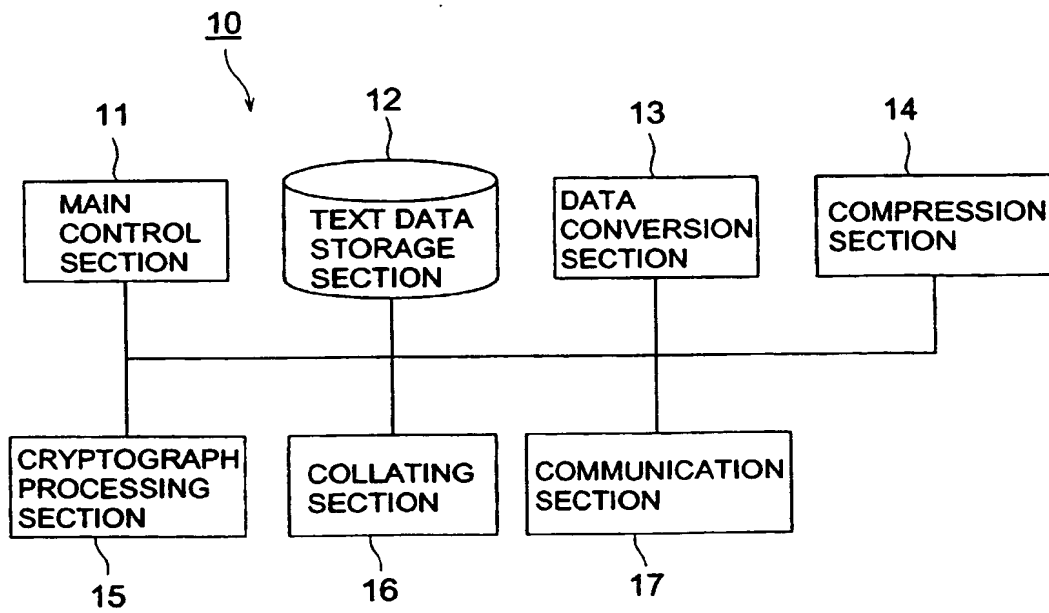 10
11
12
13
14
MAIN
CONTROL
SECTION
TEXT DATA
STORAGE
SECTION
DATA
CONVERSION
SECTION
COMPRESSION
SECTION
CRYPTOGRAPH
PROCESSING
SECTION
COLLATING
SECTION
COMMUNICATION
SECTION
15
16
17